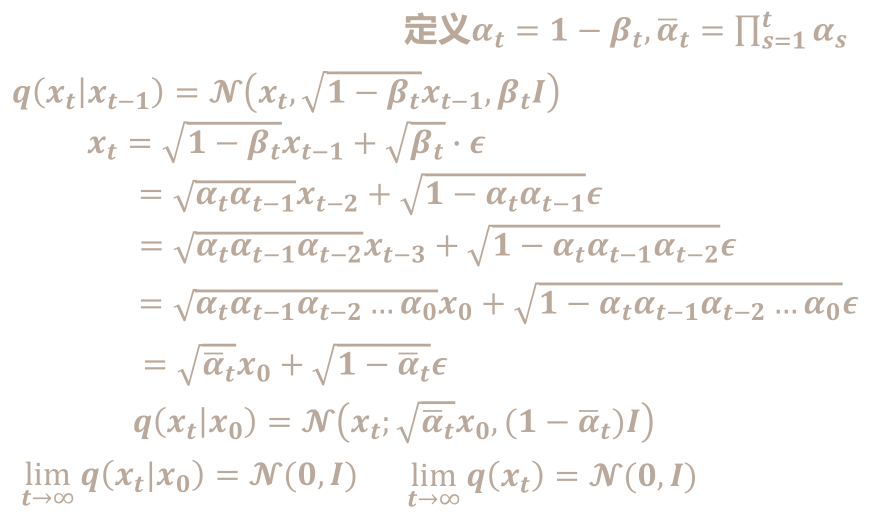 定义αₜ = 1 − βₜ, ᾱₜ = ∏ₛ₌₁ᵗ αₛ
q(xₜ|xₜ₋₁) = 𝒩(xₜ, √(1 − βₜ)xₜ₋₁, βₜI)
xₜ = √(1 − βₜ)xₜ₋₁ + √(βₜ) · ϵ
= √(αₜαₜ₋₁)xₜ₋₂ + √(1 − αₜαₜ₋₁)ϵ
= √(αₜαₜ₋₁αₜ₋₂)xₜ₋₃ + √(1 − αₜαₜ₋₁αₜ₋₂)ϵ
= √(αₜαₜ₋₁αₜ₋₂ … α₀)x₀ + √(1 − αₜαₜ₋₁αₜ₋₂ … α₀)ϵ
= √(ᾱₜ)x₀ + √(1 − ᾱₜ)ϵ
q(xₜ|x₀) = 𝒩(xₜ; √(ᾱₜ)x₀, (1 − ᾱₜ)I)
lim t→∞ q(xₜ|x₀) = 𝒩(0, I) lim t→∞ q(xₜ) = 𝒩(0, I)